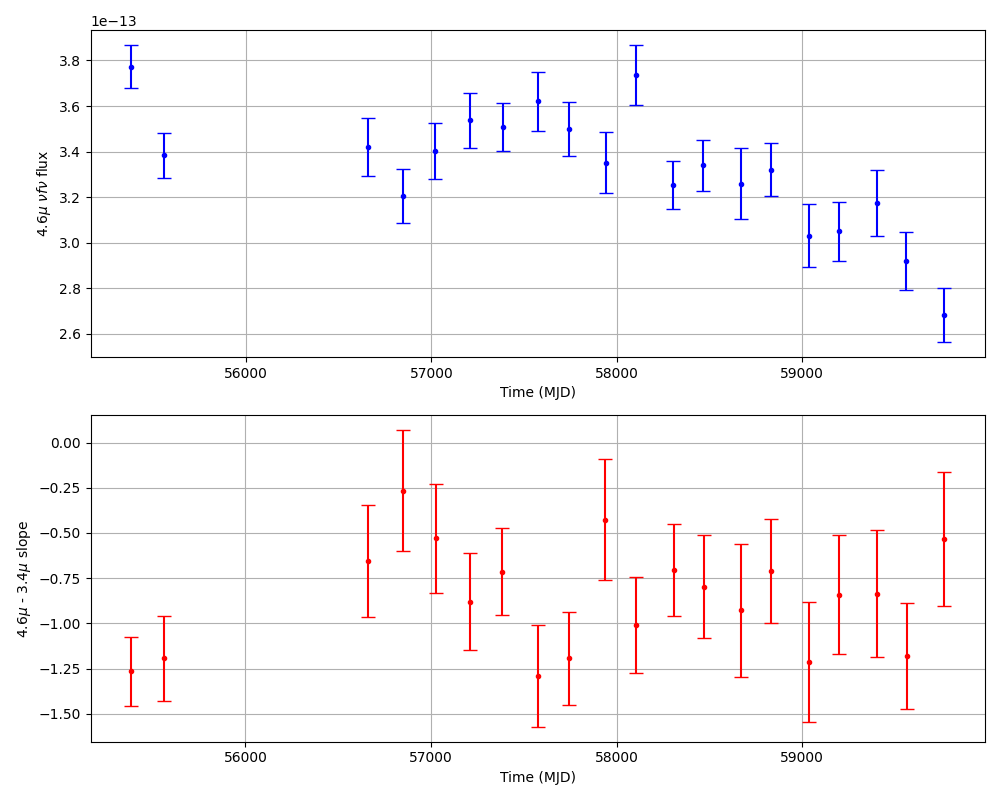 1e−13
3.8
3.6
3.4
3.2
3.0
2.8
2.6
4.6μ νfν flux
56000 57000 58000 59000
Time (MJD)
0.00
−0.25
−0.50
−0.75
−1.00
−1.25
−1.50
4.6μ - 3.4μ slope
56000 57000 58000 59000
Time (MJD)